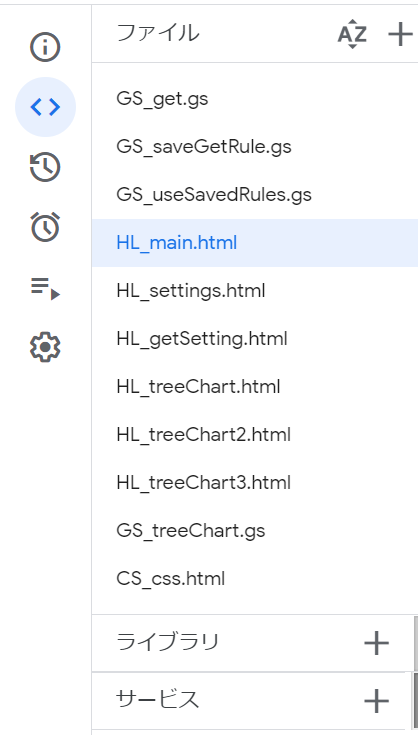 ファイル
AZ
GS_get.gs
GS_saveGetRule.gs
GS_useSavedRules.gs
HL_main.html
HL_settings.html
HL_getSetting.html
HL_treeChart.html
HL_treeChart2.html
HL_treeChart3.html
GS_treeChart.gs
CS_css.html
ライブラリ
サービス